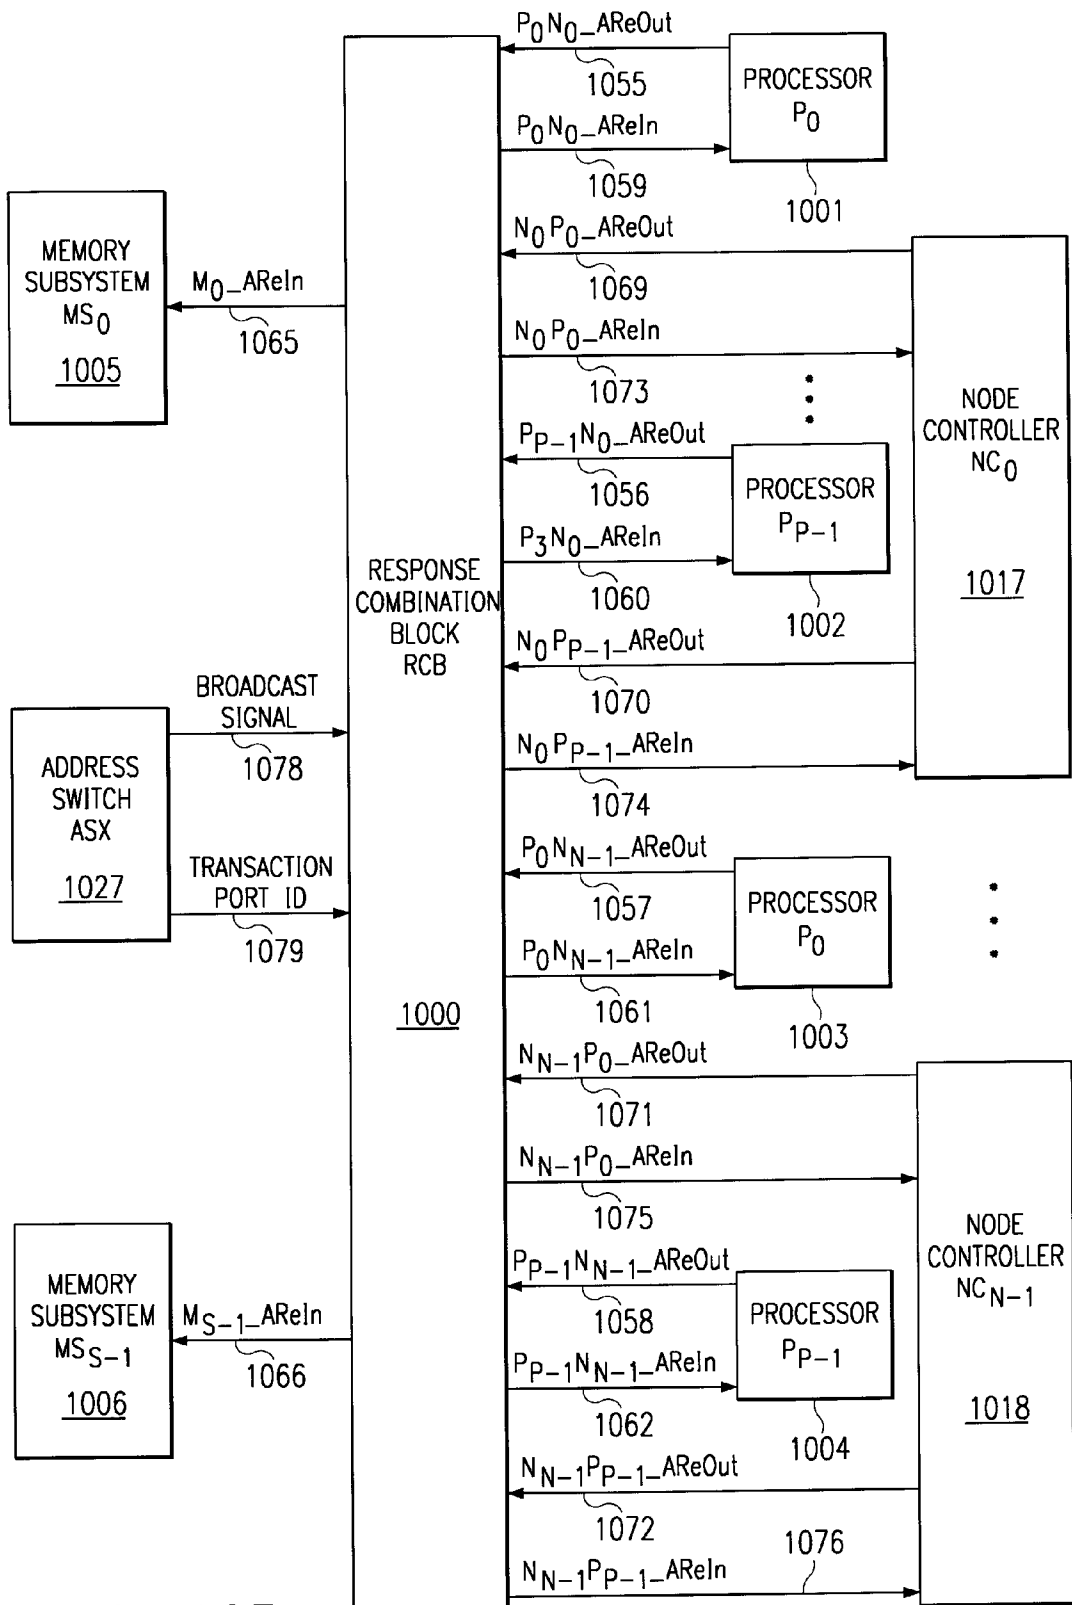 P0N0_AReOut
1055
PROCESSOR
P0
1001
P0N0_AReIn
1059
MEMORY
SUBSYSTEM
MS0
1005
M0_AReIn
1065
N0P0_AReOut
1069
N0P0_AReIn
1073
NODE
CONTROLLER
NC0
1017
PP-1N0_AReOut
1056
PROCESSOR
PP-1
1002
P3N0_AReIn
1060
RESPONSE
COMBINATION
BLOCK
RCB
1000
N0PP-1_AReOut
1070
N0PP-1_AReIn
1074
ADDRESS
SWITCH
ASX
1027
BROADCAST
SIGNAL
1078
TRANSACTION
PORT ID
1079
P0NN-1_AReOut
1057
PROCESSOR
P0
1003
P0NN-1_AReIn
1061
NN-1P0_AReOut
1071
NN-1P0_AReIn
1075
NODE
CONTROLLER
NCN-1
1018
MEMORY
SUBSYSTEM
MSS-1
1006
MS-1_AReIn
1066
PP-1NN-1_AReOut
1058
PROCESSOR
PP-1
1004
PP-1NN-1_AReIn
1062
NN-1PP-1_AReOut
1072
NN-1PP-1_AReIn
1076